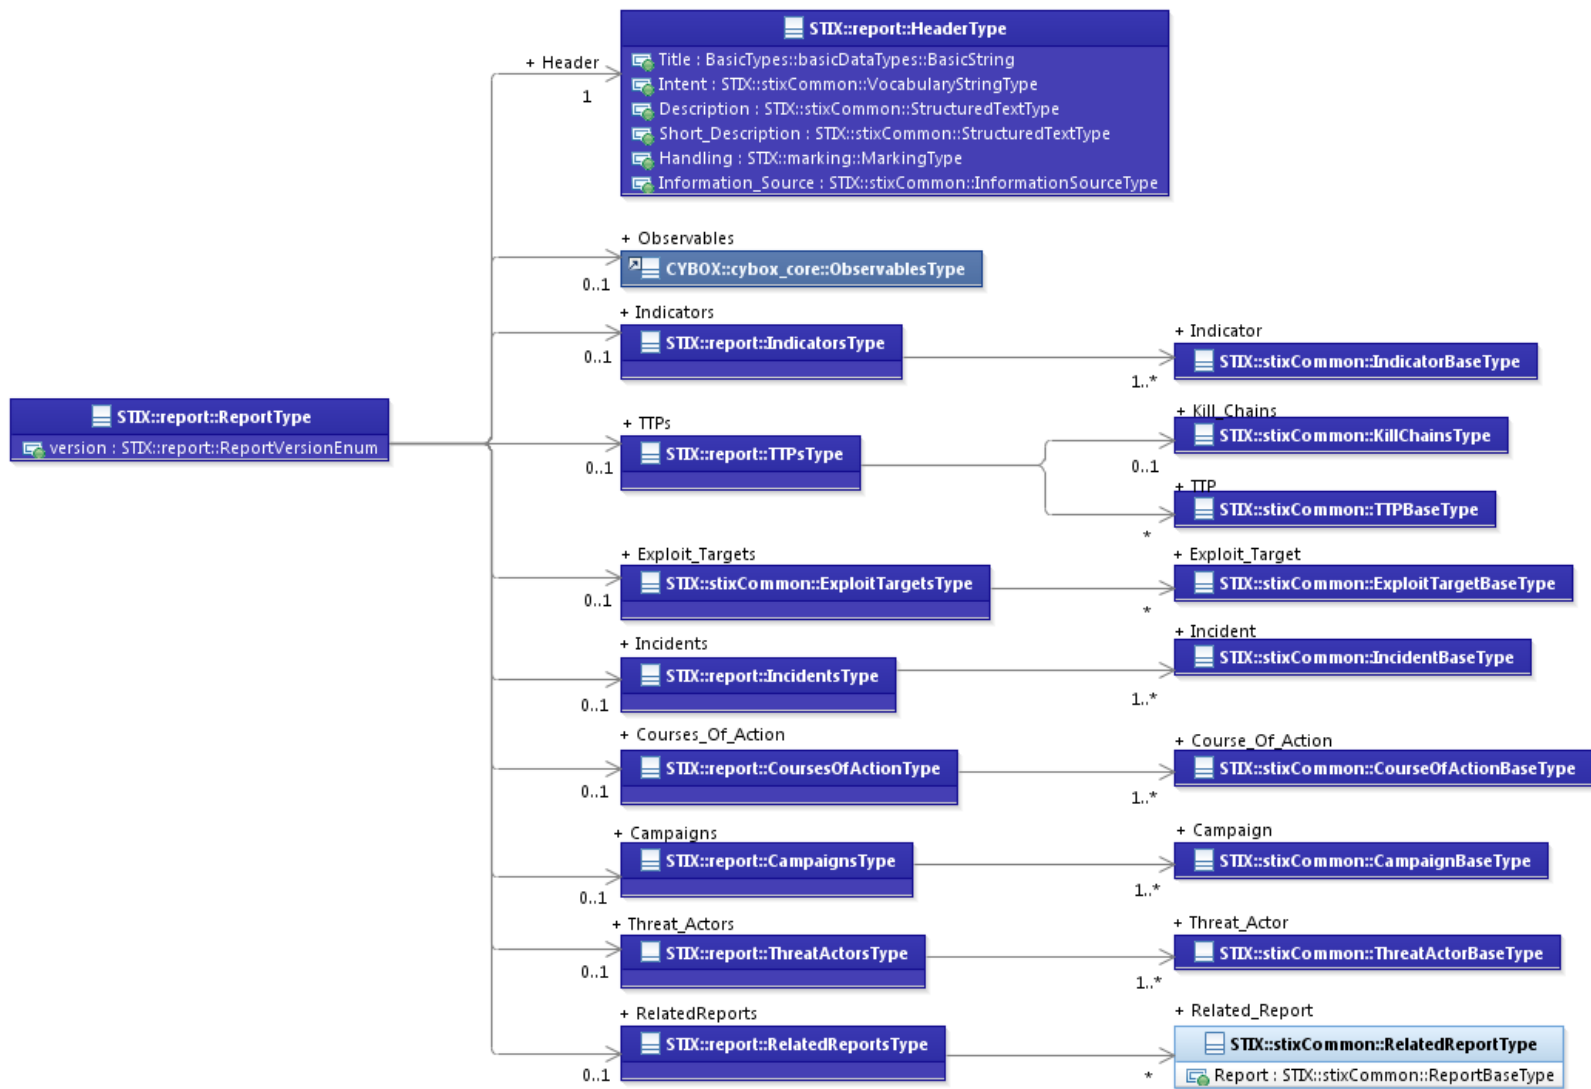 STIX::report::HeaderType
+ Header
1
Title : BasicTypes::basicDataTypes::BasicString
Intent : STIX::stixCommon::VocabularyStringType
Description : STIX::stixCommon::StructuredTextType
Short_Description : STIX::stixCommon::StructuredTextType
Handling : STIX::marking::MarkingType
Information_Source : STIX::stixCommon::InformationSourceType
+ Observables
0..1
CYBOX::cybox_core::ObservablesType
+ Indicators
0..1
STIX::report::IndicatorsType
+ Indicator
1..*
STIX::stixCommon::IndicatorBaseType
STIX::report::ReportType
version : STIX::report::ReportVersionEnum
+ TTPs
0..1
STIX::report::TTPsType
+ Kill_Chains
0..1
STIX::stixCommon::KillChainsType
+ TTP
*
STIX::stixCommon::TTPBaseType
+ Exploit_Targets
0..1
STIX::stixCommon::ExploitTargetsType
+ Exploit_Target
*
STIX::stixCommon::ExploitTargetBaseType
+ Incidents
0..1
STIX::report::IncidentsType
+ Incident
1..*
STIX::stixCommon::IncidentBaseType
+ Courses_Of_Action
0..1
STIX::report::CoursesOfActionType
+ Course_Of_Action
1..*
STIX::stixCommon::CourseOfActionBaseType
+ Campaigns
0..1
STIX::report::CampaignsType
+ Campaign
1..*
STIX::stixCommon::CampaignBaseType
+ Threat_Actors
0..1
STIX::report::ThreatActorsType
+ Threat_Actor
1..*
STIX::stixCommon::ThreatActorBaseType
+ RelatedReports
0..1
STIX::report::RelatedReportsType
+ Related_Report
*
STIX::stixCommon::RelatedReportType
Report : STIX::stixCommon::ReportBaseType